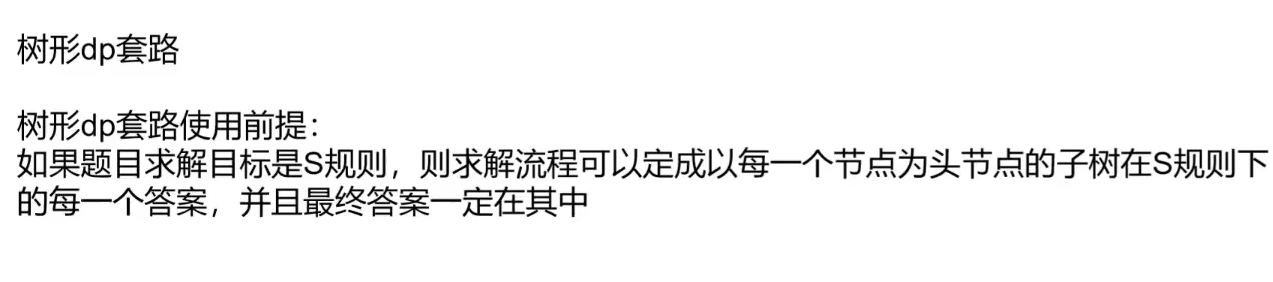 树形dp套路
树形dp套路使用前提：
如果题目求解目标是S规则，则求解流程可以定成以每一个节点为头节点的子树在S规则下
的每一个答案，并且最终答案一定在其中